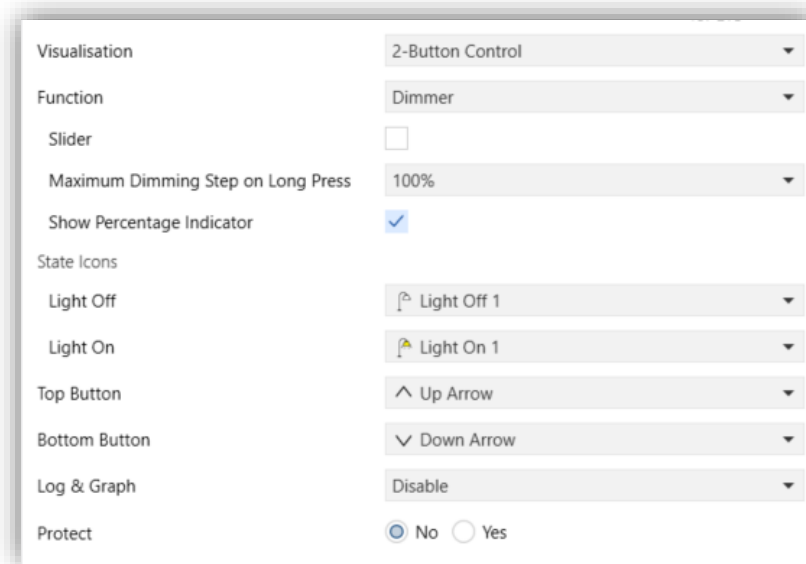 Visualisation 2-Button Control
Function Dimmer
Slider
Maximum Dimming Step on Long Press 100%
Show Percentage Indicator
State Icons
Light Off Light Off 1
Light On Light On 1
Top Button Up Arrow
Bottom Button Down Arrow
Log & Graph Disable
Protect No Yes